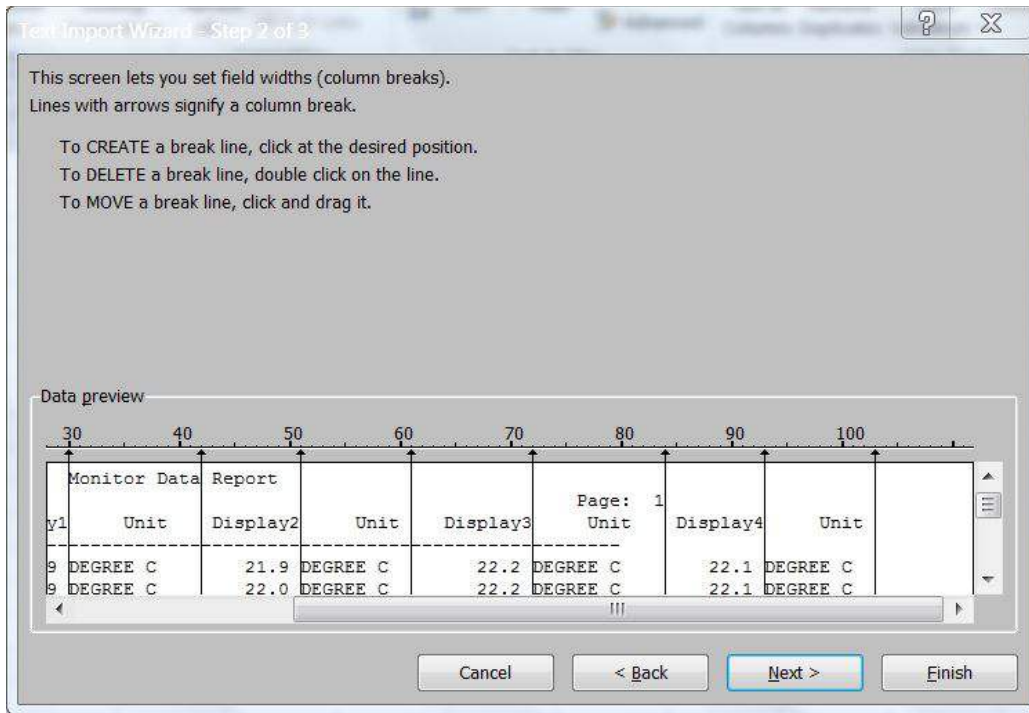 Text Import Wizard - Step 2 of 3
This screen lets you set field widths (column breaks).
Lines with arrows signify a column break.
To CREATE a break line, click at the desired position.
To DELETE a break line, double click on the line.
To MOVE a break line, click and drag it.
Data preview
30 40 50 60 70 80 90 100
Monitor Data Report
Page: 1
y1 Unit Display2 Unit Display3 Unit Display4 Unit
9 DEGREE C 21.9 DEGREE C 22.2 DEGREE C 22.1 DEGREE C
9 DEGREE C 22.0 DEGREE C 22.2 DEGREE C 22.1 DEGREE C
Cancel < Back Next > Finish